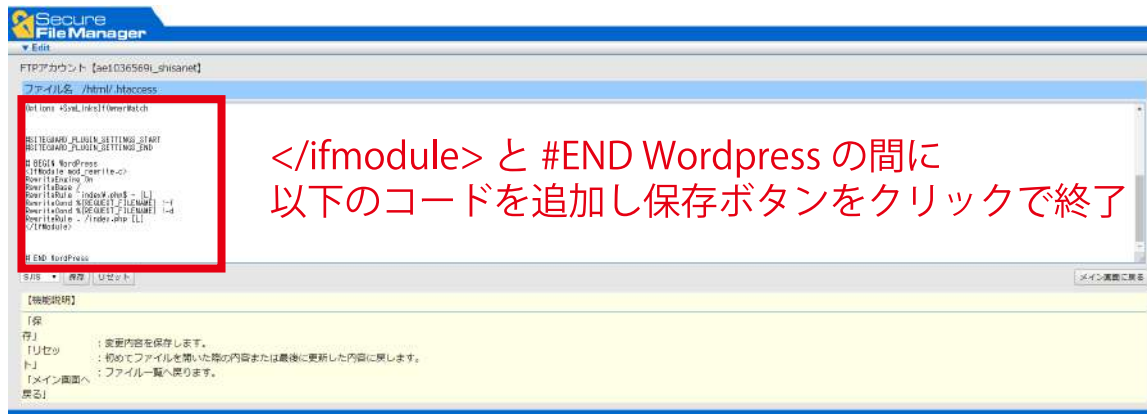 Secure
FileManager
▼ Edit
FTPアカウント【ae1036569i_shisanet】
ファイル名 /html/.htaccess
Options +SymLinksIfOwnerMatch
#SITEGUARD_PLUGIN_SETTINGS_START
#SITEGUARD_PLUGIN_SETTINGS_END
# BEGIN WordPress
<IfModule mod_rewrite.c>
RewriteEngine On
RewriteBase /
RewriteRule ^index¥.php$ - [L]
RewriteCond %{REQUEST_FILENAME} !-f
RewriteCond %{REQUEST_FILENAME} !-d
RewriteRule . /index.php [L]
</IfModule>
# END WordPress
</ifmodule> と #END Wordpress の間に
以下のコードを追加し保存ボタンをクリックで終了
SJIS ▼ 保存 リセット メイン画面に戻る
【機能説明】
「保
存」 : 変更内容を保存します。
「リセッ
ト」 : 初めてファイルを開いた際の内容または最後に更新した内容に戻します。
「メイン画面へ
戻る」 : ファイル一覧へ戻ります。